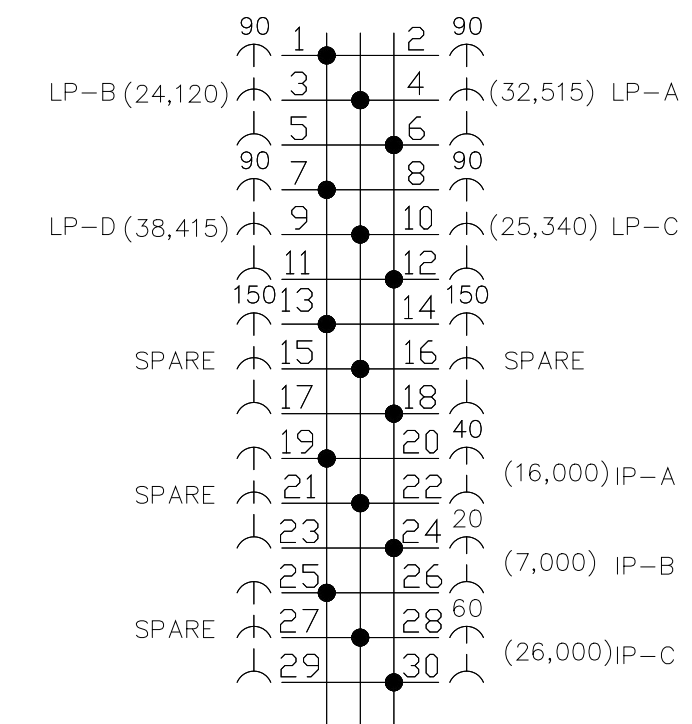 90 1 2 90
LP-B (24,120) 3 4 (32,515) LP-A
5 6
90 7 8 90
LP-D (38,415) 9 10 (25,340) LP-C
11 12
150 13 14 150
SPARE 15 16 SPARE
17 18
19 20 40
(16,000) IP-A
SPARE 21 22
23 24 20
(7,000) IP-B
25 26
60
SPARE 27 28
(26,000) IP-C
29 30